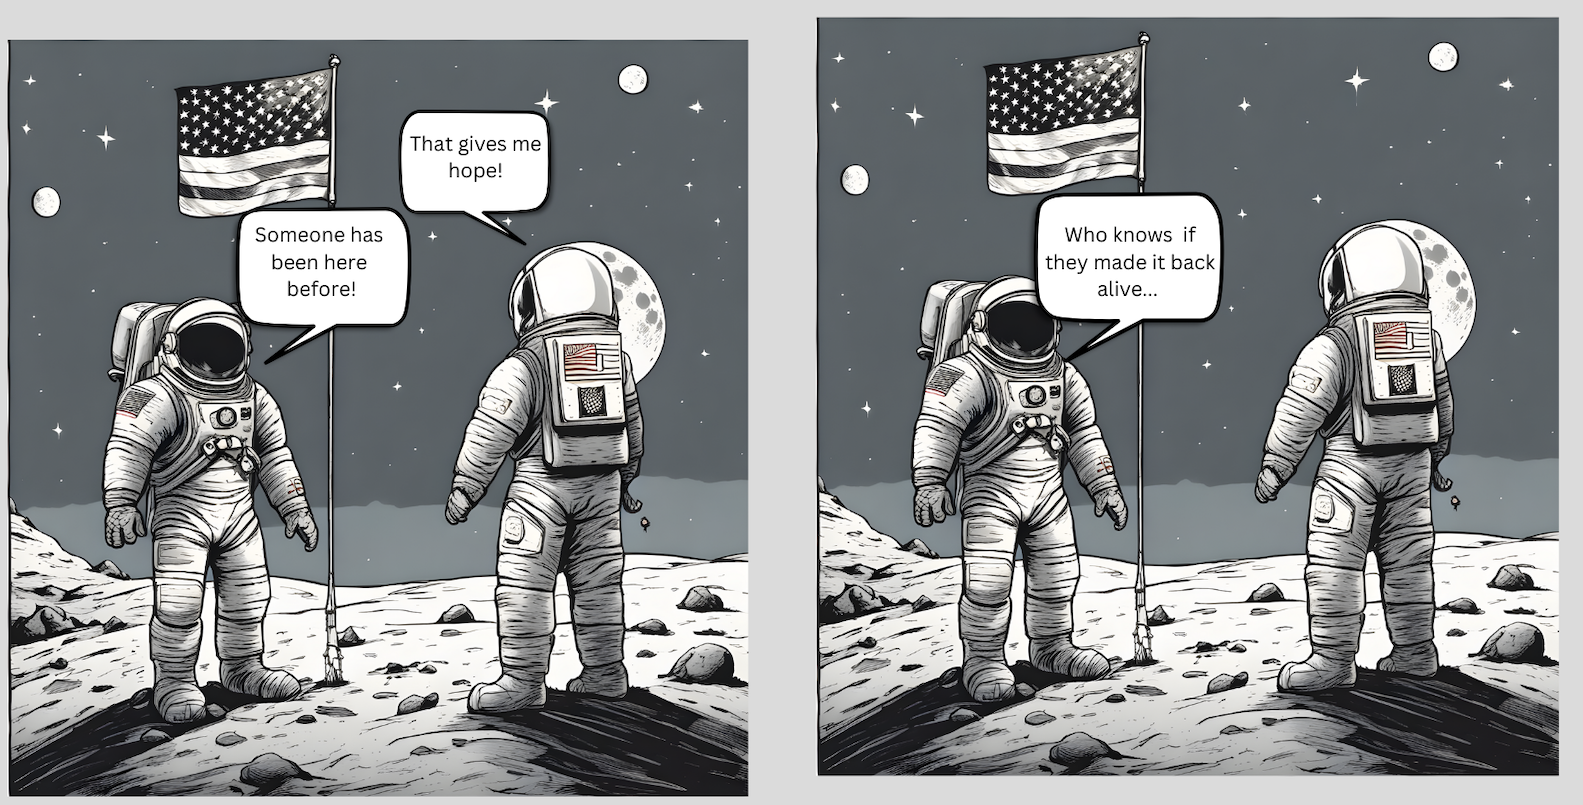 Someone has
been here
before!
That gives me
hope!
Who knows if
they made it back
alive...